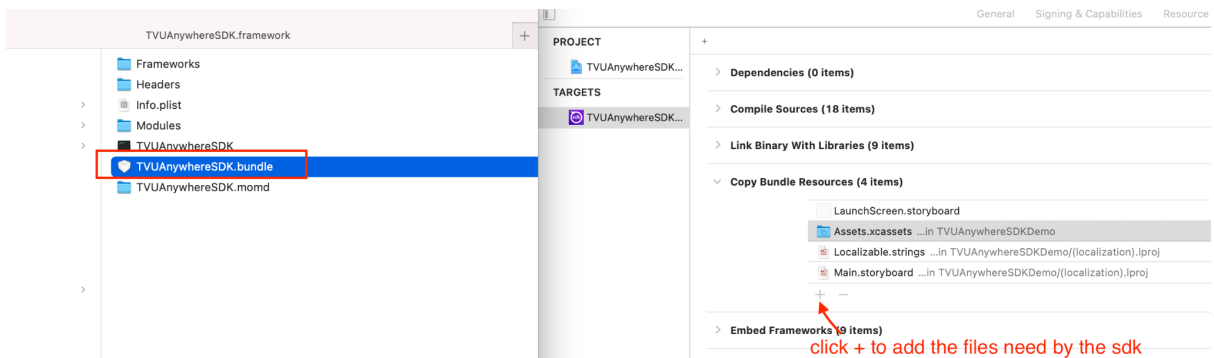 TVUAnywhereSDK.framework
+
Frameworks
Headers
Info.plist
Modules
TVUAnywhereSDK
TVUAnywhereSDK.bundle
TVUAnywhereSDK.momd
General Signing & Capabilities Resource
PROJECT
TVUAnywhereSDK...
TARGETS
TVUAnywhereSDK...
+
Dependencies (0 items)
Compile Sources (18 items)
Link Binary With Libraries (9 items)
Copy Bundle Resources (4 items)
LaunchScreen.storyboard
Assets.xcassets ...in TVUAnywhereSDKDemo
Localizable.strings ...in TVUAnywhereSDKDemo/(localization).lproj
Main.storyboard ...in TVUAnywhereSDKDemo/(localization).lproj
+ −
Embed Frameworks (9 items)
click + to add the files need by the sdk